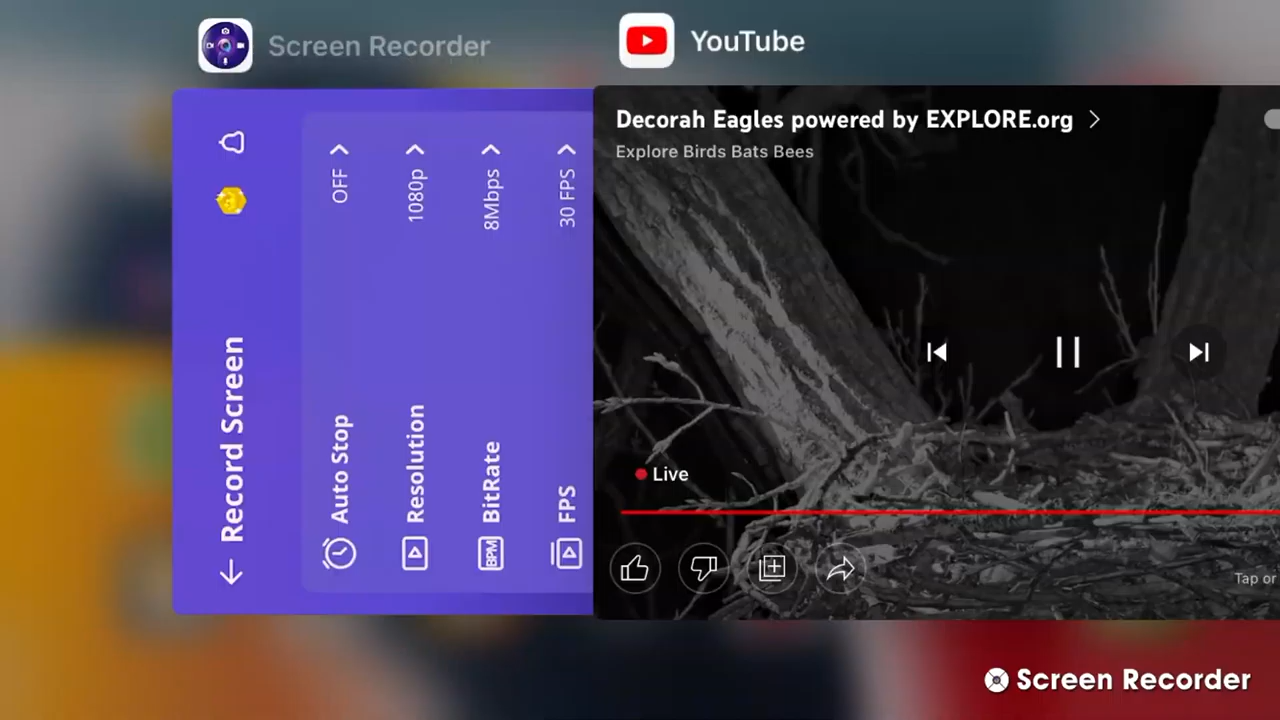 Screen Recorder
YouTube
Record Screen
Auto Stop
OFF
Resolution
1080p
BitRate
8Mbps
BPM
FPS
30 FPS
Decorah Eagles powered by EXPLORE.org
Explore Birds Bats Bees
Live
Tap or
Screen Recorder